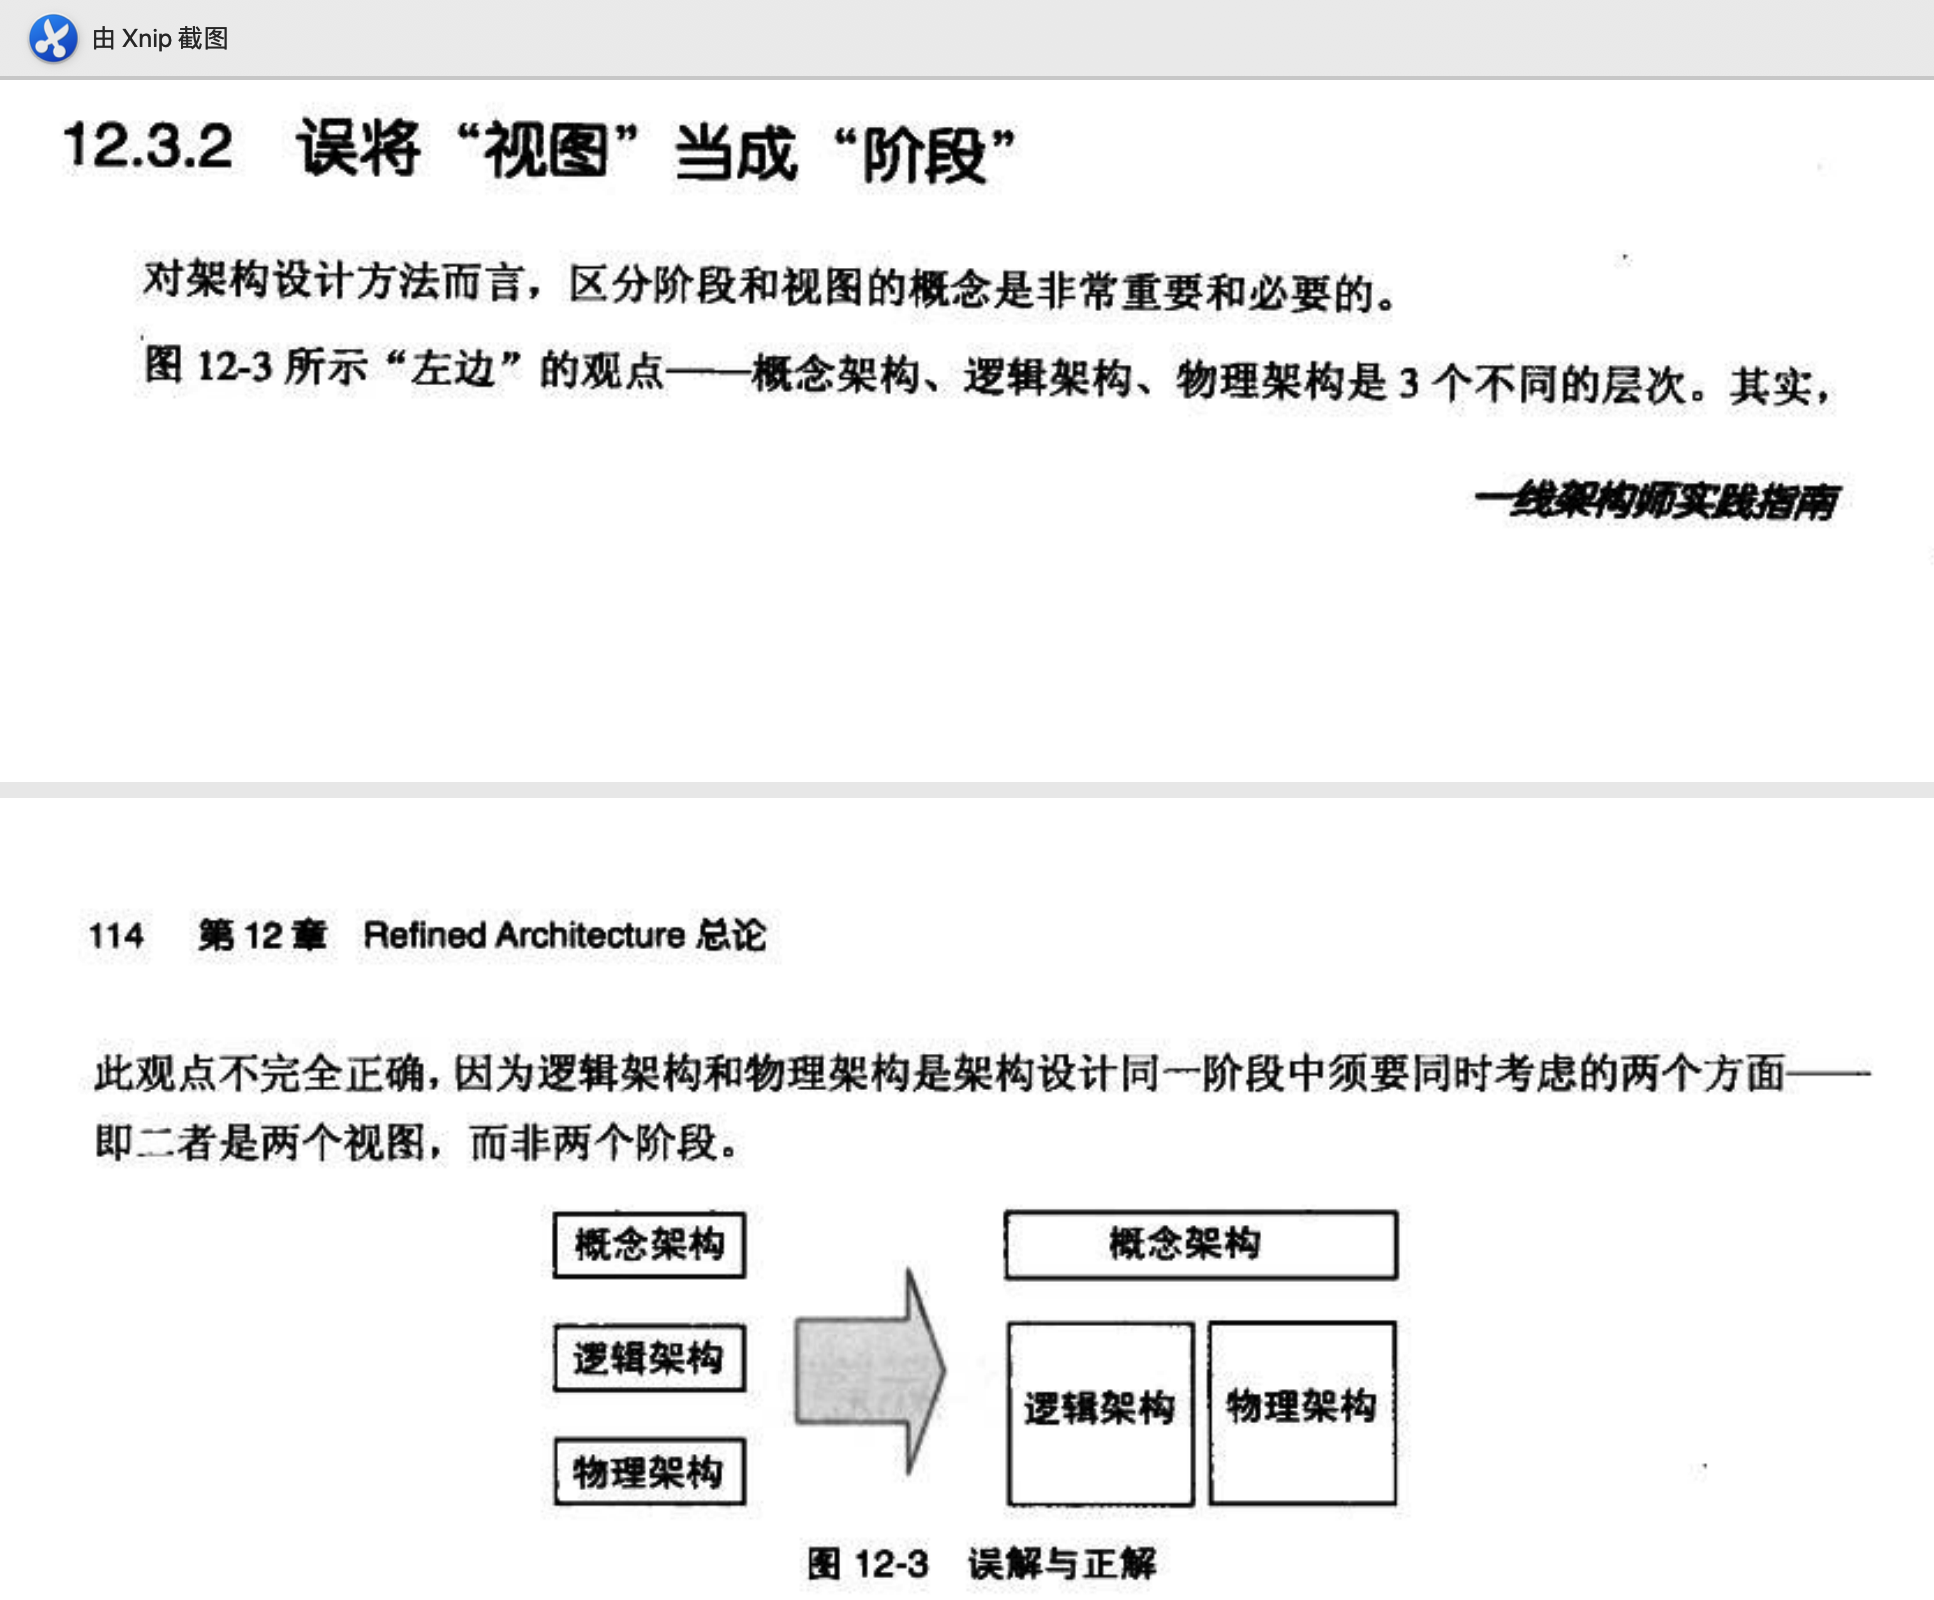 由 Xnip 截图
12.3.2 误将“视图”当成“阶段”
对架构设计方法而言，区分阶段和视图的概念是非常重要和必要的。
图 12-3 所示“左边”的观点——概念架构、逻辑架构、物理架构是 3 个不同的层次。其实，
一线架构师实践指南
114 第 12 章 Refined Architecture 总论
此观点不完全正确，因为逻辑架构和物理架构是架构设计同一阶段中须要同时考虑的两个方面——
即二者是两个视图，而非两个阶段。
概念架构
逻辑架构
物理架构
概念架构
逻辑架构
物理架构
图 12-3 误解与正解